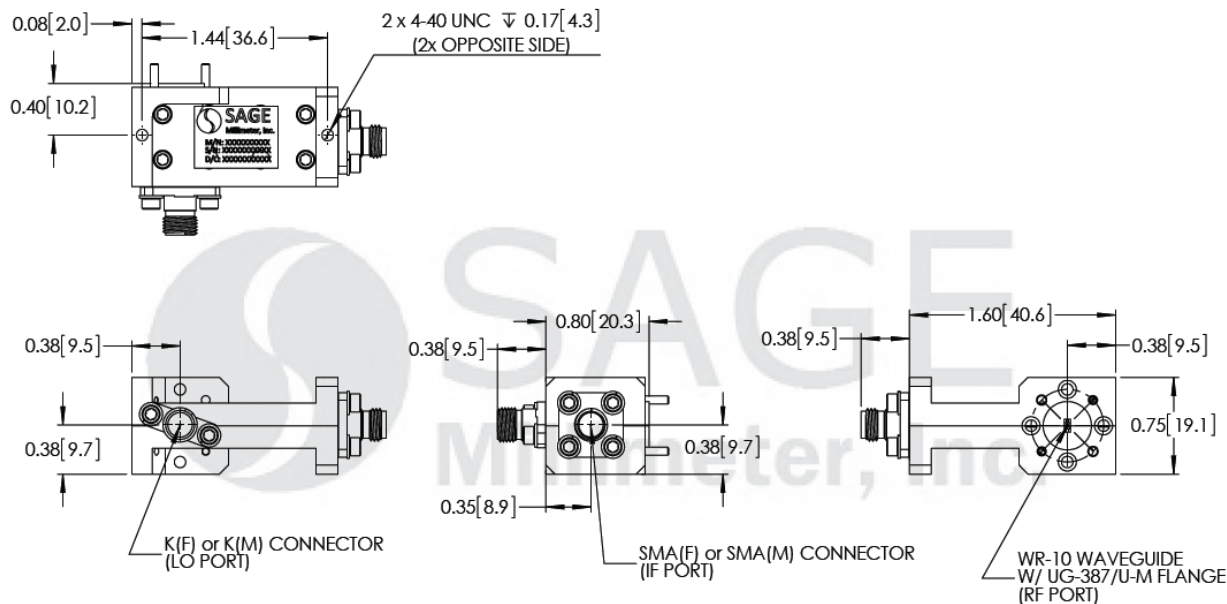 0.08[2.0]
1.44[36.6]
2 x 4-40 UNC ↧ 0.17[4.3]
(2x OPPOSITE SIDE)
0.40[10.2]
SAGE
Millimeter, Inc.
M/N: XXXXXXXXXX
S/N: XXXXXXXXXXX
D/C: XXXXXXXXXXX
SAGE
Millimeter, Inc
0.38[9.5]
0.38[9.7]
K(F) or K(M) CONNECTOR
(LO PORT)
0.80[20.3]
0.38[9.5]
0.38[9.7]
0.35[8.9]
SMA(F) or SMA(M) CONNECTOR
(IF PORT)
1.60[40.6]
0.38[9.5]
0.38[9.5]
0.75[19.1]
WR-10 WAVEGUIDE
W/ UG-387/U-M FLANGE
(RF PORT)